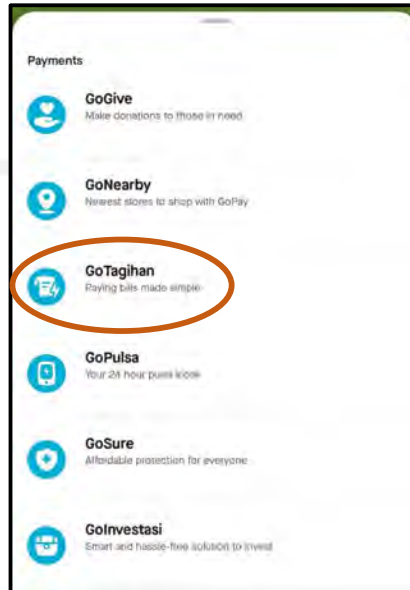 Payments
GoGive
Make donations to those in need
GoNearby
Newest stores to shop with GoPay
GoTagihan
Paying bills made simple
GoPulsa
Your 24 hour pulsa kiosk
GoSure
Affordable protection for everyone
GoInvestasi
Smart and hassle-free solution to invest